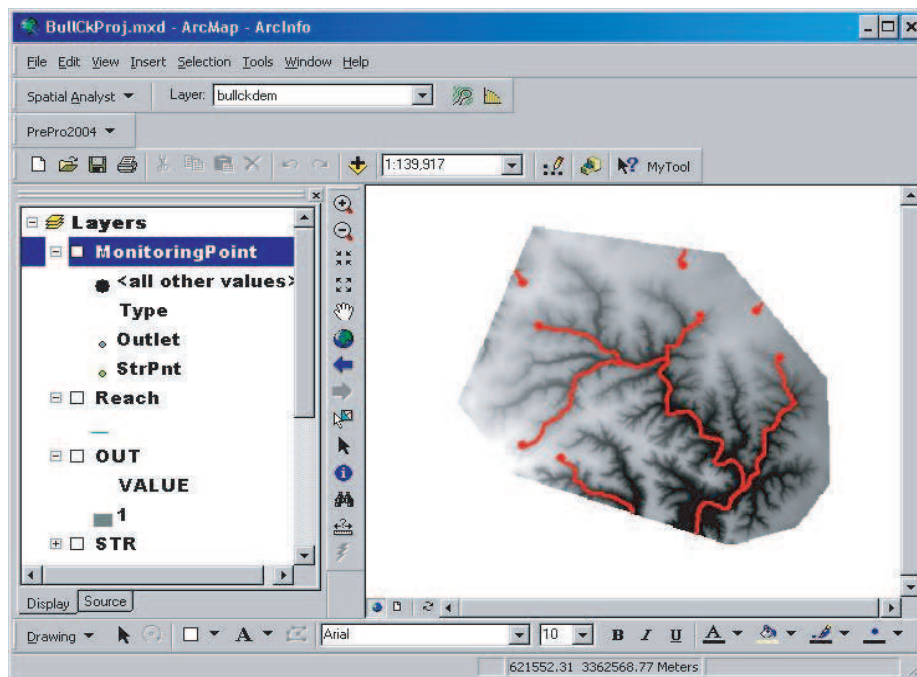 BullCkProj.mxd - ArcMap - ArcInfo
File Edit View Insert Selection Tools Window Help
Spatial Analyst Layer: bullckdem
PrePro2004
1:139,917 MyTool
Layers
MonitoringPoint
<all other values>
Type
Outlet
StrPnt
Reach
OUT
VALUE
1
STR
Display Source
Drawing A Arial 10 B I U A
621552.31 3362568.77 Meters